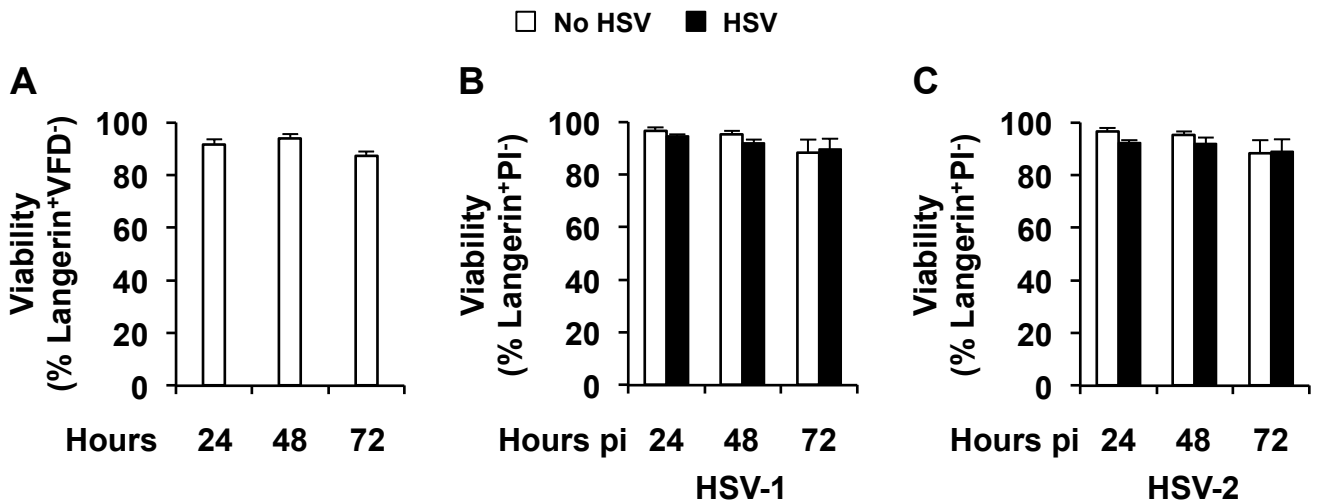 No HSV HSV
A
Viability
(% Langerin⁺VFD⁻)
100
80
60
40
20
0
Hours 24 48 72
B
Viability
(% Langerin⁺PI⁻)
100
80
60
40
20
0
Hours pi 24 48 72
HSV-1
C
Viability
(% Langerin⁺PI⁻)
100
80
60
40
20
0
Hours pi 24 48 72
HSV-2